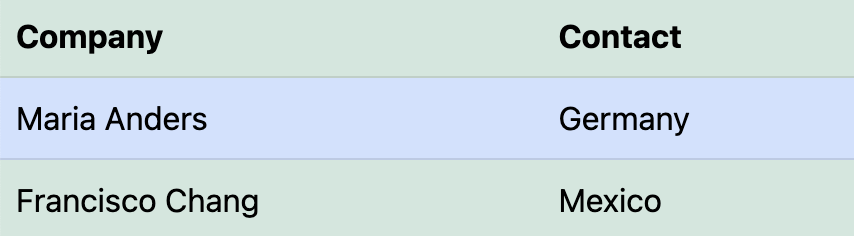 Company Contact
Maria Anders Germany
Francisco Chang Mexico